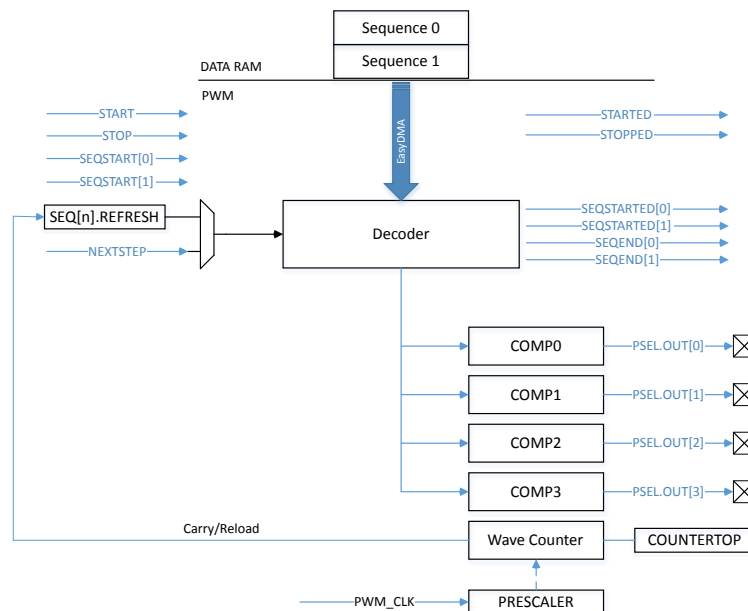 Sequence 0
Sequence 1
DATA RAM
PWM
EasyDMA
START
STOP
SEQSTART[0]
SEQSTART[1]
STARTED
STOPPED
SEQ[n].REFRESH
NEXTSTEP
Decoder
SEQSTARTED[0]
SEQSTARTED[1]
SEQEND[0]
SEQEND[1]
COMP0 PSEL.OUT[0]
COMP1 PSEL.OUT[1]
COMP2 PSEL.OUT[2]
COMP3 PSEL.OUT[3]
Carry/Reload
Wave Counter COUNTERTOP
PWM_CLK PRESCALER